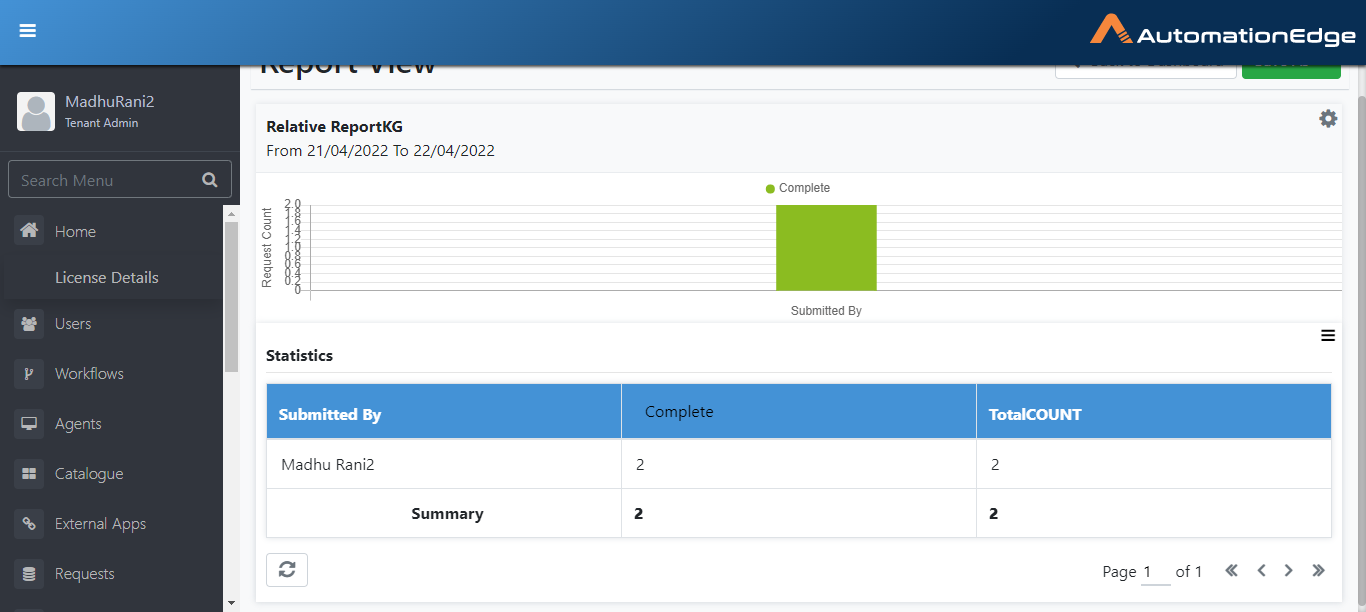 AutomationEdge
Report View
MadhuRani2
Tenant Admin
Search Menu
Home
License Details
Users
Workflows
Agents
Catalogue
External Apps
Requests
Relative ReportKG
From 21/04/2022 To 22/04/2022
Complete
Request Count
2.0
1.8
1.6
1.4
1.2
1.0
0.8
0.6
0.4
0.2
0
Submitted By
Statistics
Submitted By Complete TotalCOUNT
Madhu Rani2 2 2
Summary 2 2
Page 1 of 1